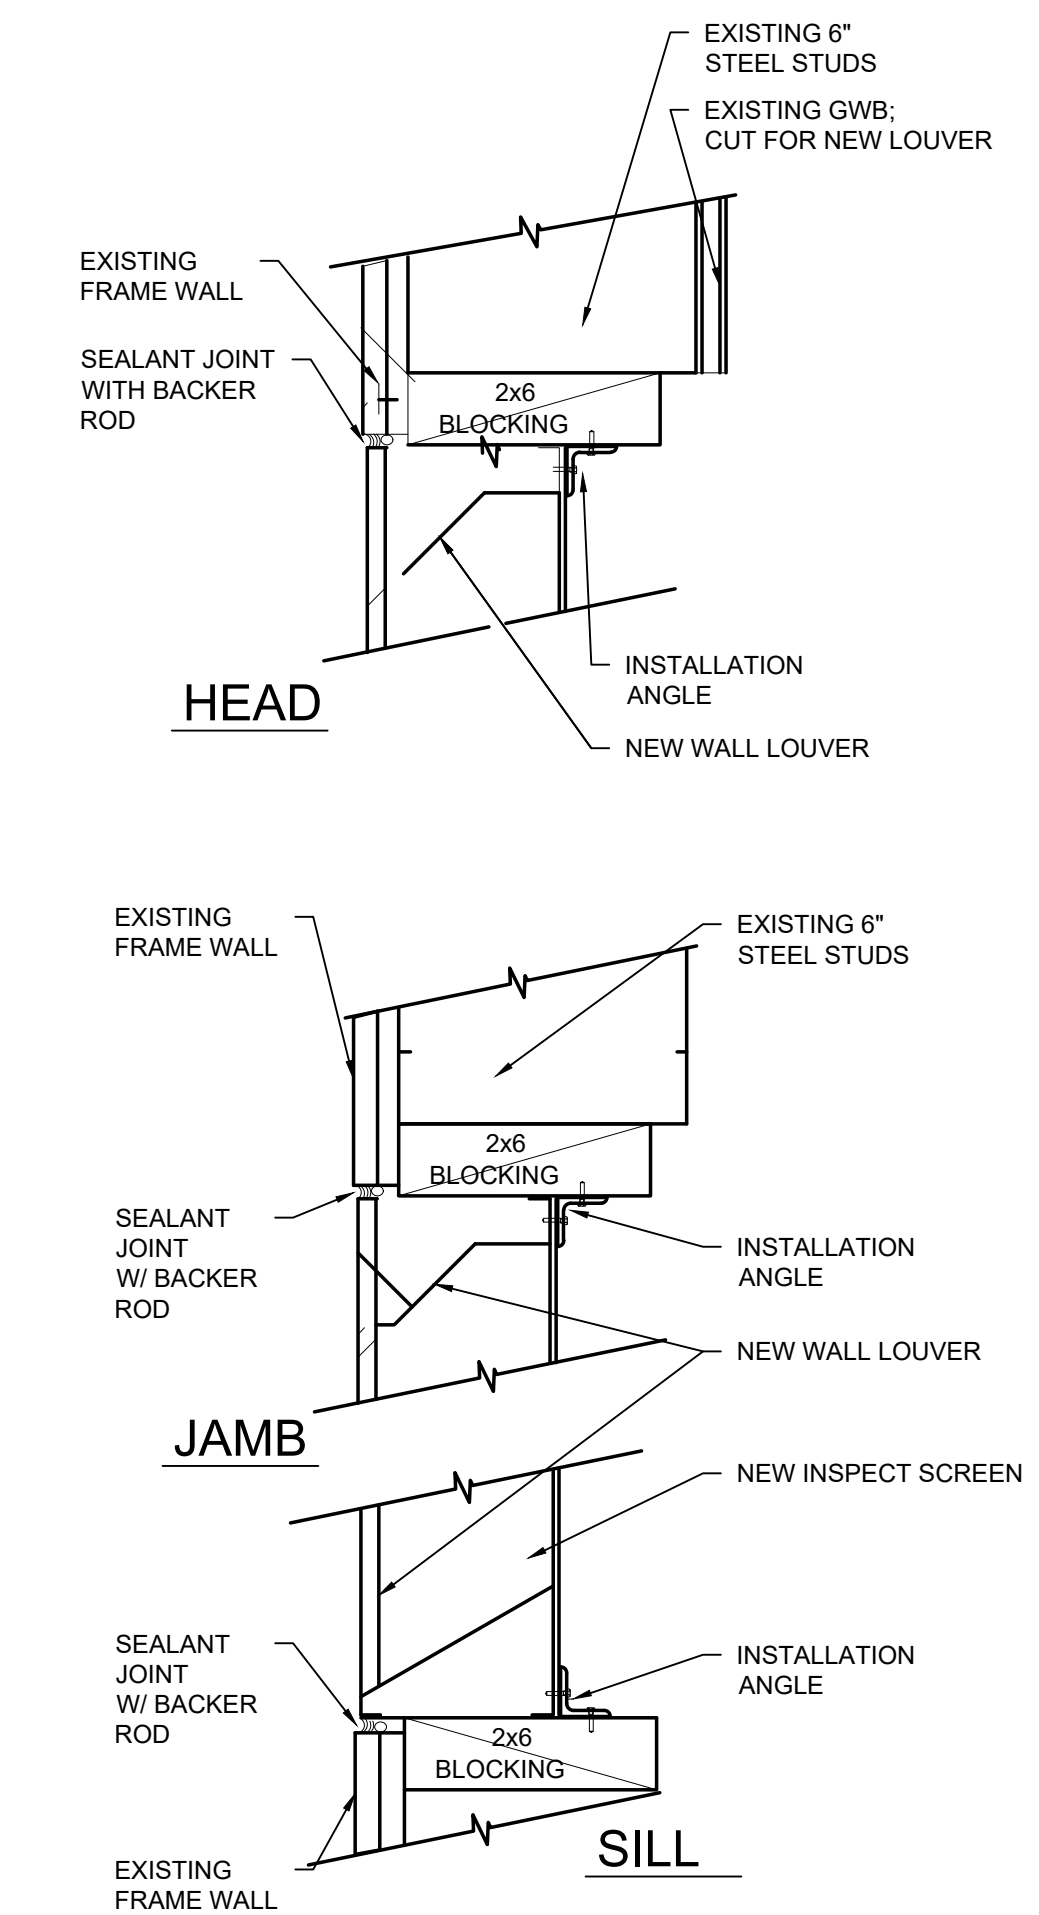 EXISTING 6"
STEEL STUDS
EXISTING GWB;
CUT FOR NEW LOUVER
EXISTING
FRAME WALL
SEALANT JOINT
WITH BACKER
ROD
2x6
BLOCKING
INSTALLATION
ANGLE
HEAD
NEW WALL LOUVER
EXISTING
FRAME WALL
EXISTING 6"
STEEL STUDS
2x6
BLOCKING
SEALANT
JOINT
W/ BACKER
ROD
INSTALLATION
ANGLE
NEW WALL LOUVER
JAMB
NEW INSPECT SCREEN
SEALANT
JOINT
W/ BACKER
ROD
INSTALLATION
ANGLE
2x6
BLOCKING
SILL
EXISTING
FRAME WALL